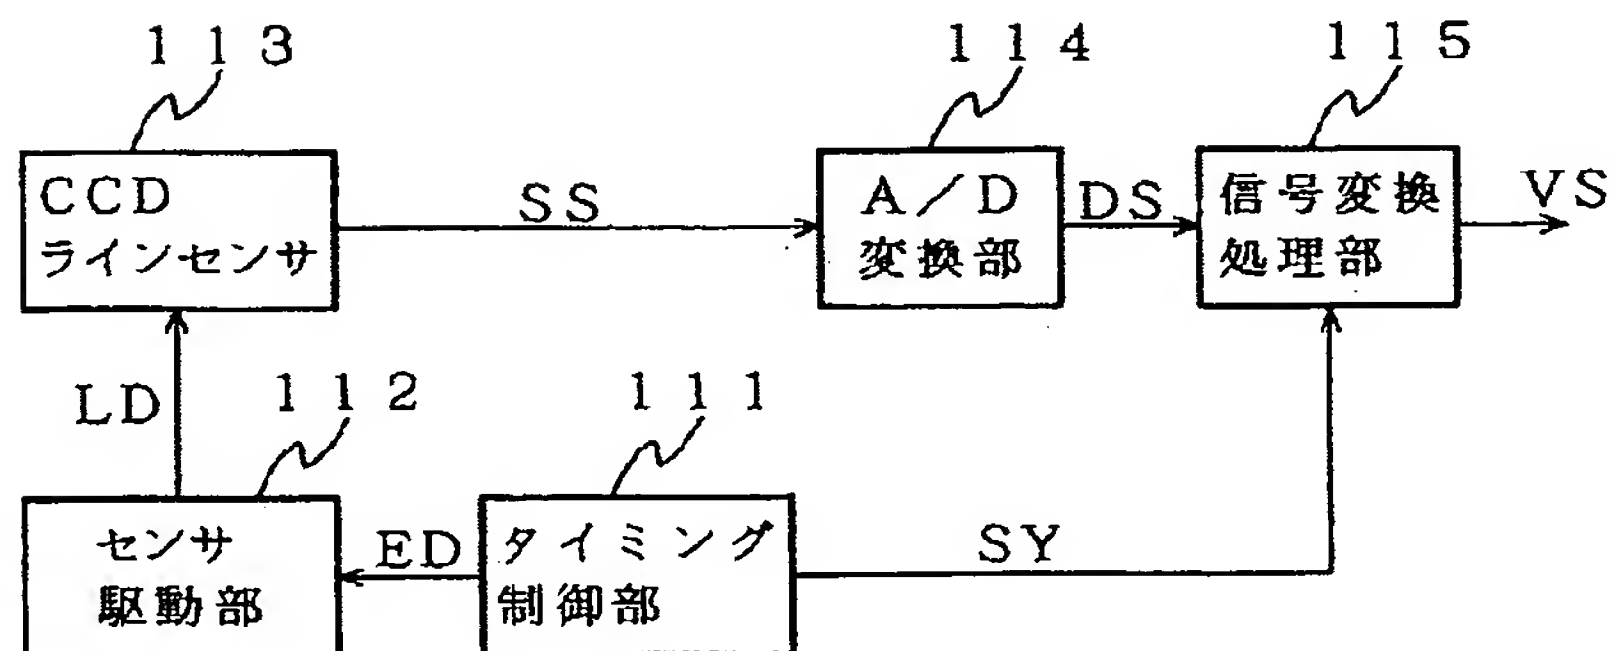 １１３
１１４
１１５
CCD
ラインセンサ
SS
A／D
変換部
DS
信号変換
処理部
VS
LD
１１２
１１１
センサ
駆動部
ED
タイミング
制御部
SY